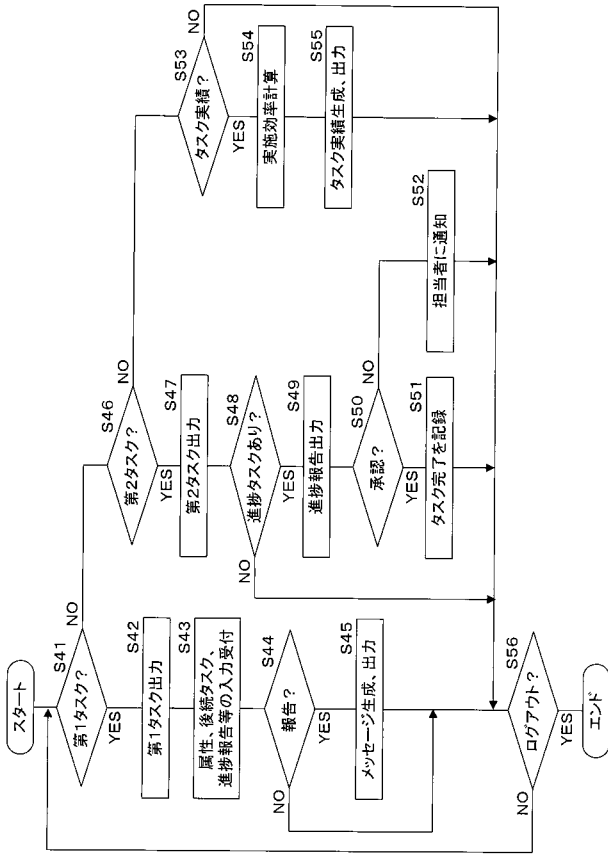 スタート
S41
第1タスク?
NO
YES
S42
第1タスク出力
S43
属性、後続タスク、
進捗報告等の入力受付
S44
報告?
NO
YES
S45
メッセージ生成、出力
S46
第2タスク?
NO
YES
S47
第2タスク出力
S48
進捗タスクあり?
NO
YES
S49
進捗報告出力
S50
承認?
NO
YES
S51
タスク完了を記録
S52
担当者に通知
S53
タスク実績?
NO
YES
S54
実施効率計算
S55
タスク実績生成、出力
S56
ログアウト?
NO
YES
エンド